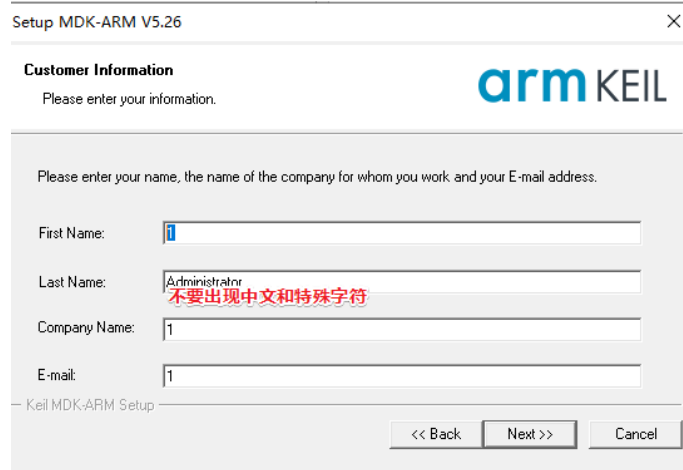 Setup MDK-ARM V5.26
Customer Information
Please enter your information.
arm KEIL
Please enter your name, the name of the company for whom you work and your E-mail address.
First Name: 1
Last Name: Administrator
不要出现中文和特殊字符
Company Name: 1
E-mail: 1
Keil MDK-ARM Setup
<< Back Next >> Cancel